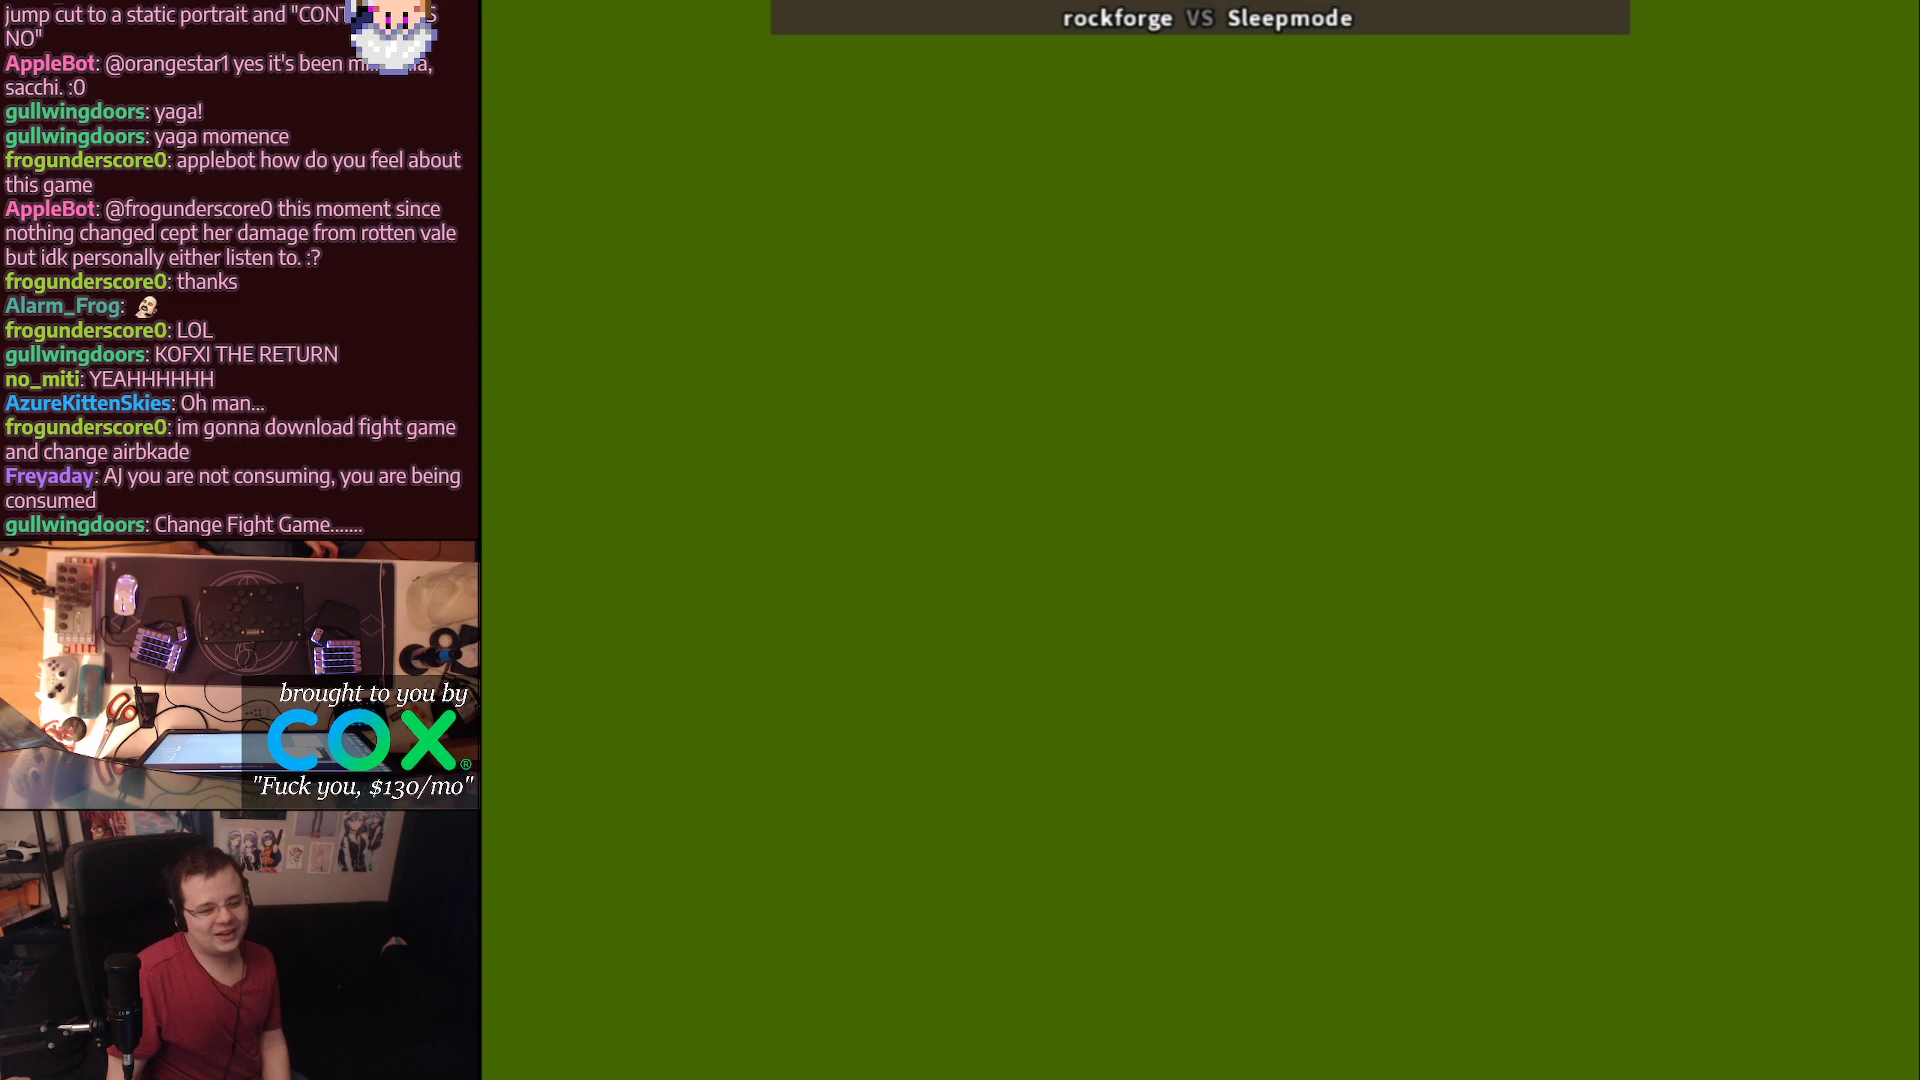 jump cut to a static portrait and "CONT
NO"
AppleBot: @orangestar1 yes it's been
sacchi. :0
gullwingdoors: yaga!
gullwingdoors: yaga momence
frogunderscore0: applebot how do you feel about
this game
AppleBot: @frogunderscore0 this moment since
nothing changed cept her damage from rotten vale
but idk personally either listen to. :?
frogunderscore0: thanks
Alarm_Frog:
frogunderscore0: LOL
gullwingdoors: KOFXI THE RETURN
no_miti: YEAHHHHHH
AzureKittenSkies: Oh man...
frogunderscore0: im gonna download fight game
and change airbkade
Freyaday: AJ you are not consuming, you are being
consumed
gullwingdoors: Change Fight Game.......
brought to you by
COX®
"Fuck you, $130/mo"
rockforge VS Sleepmode